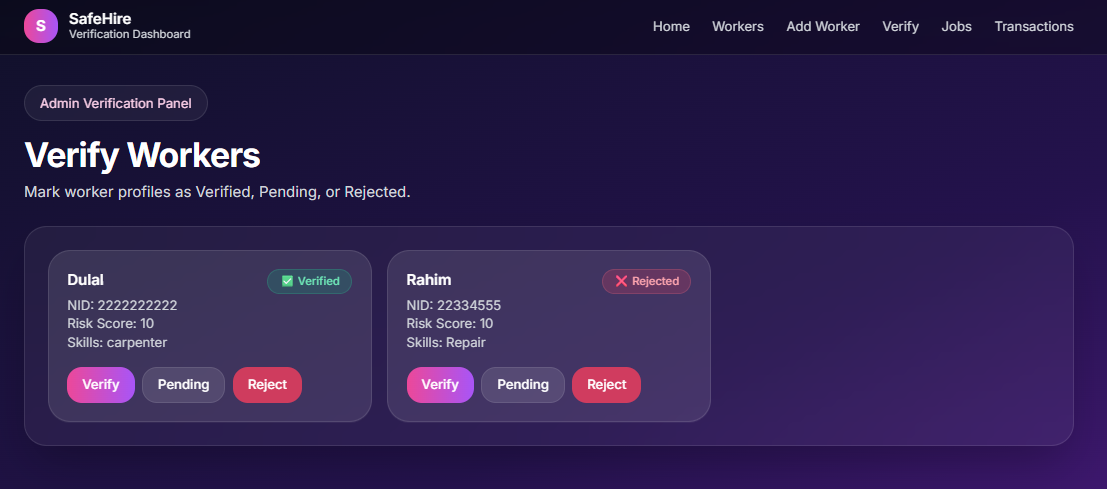 S
SafeHire
Verification Dashboard
Home Workers Add Worker Verify Jobs Transactions
Admin Verification Panel
Verify Workers
Mark worker profiles as Verified, Pending, or Rejected.
Dulal
✅ Verified
NID: 2222222222
Risk Score: 10
Skills: carpenter
Verify Pending Reject
Rahim
❌ Rejected
NID: 22334555
Risk Score: 10
Skills: Repair
Verify Pending Reject